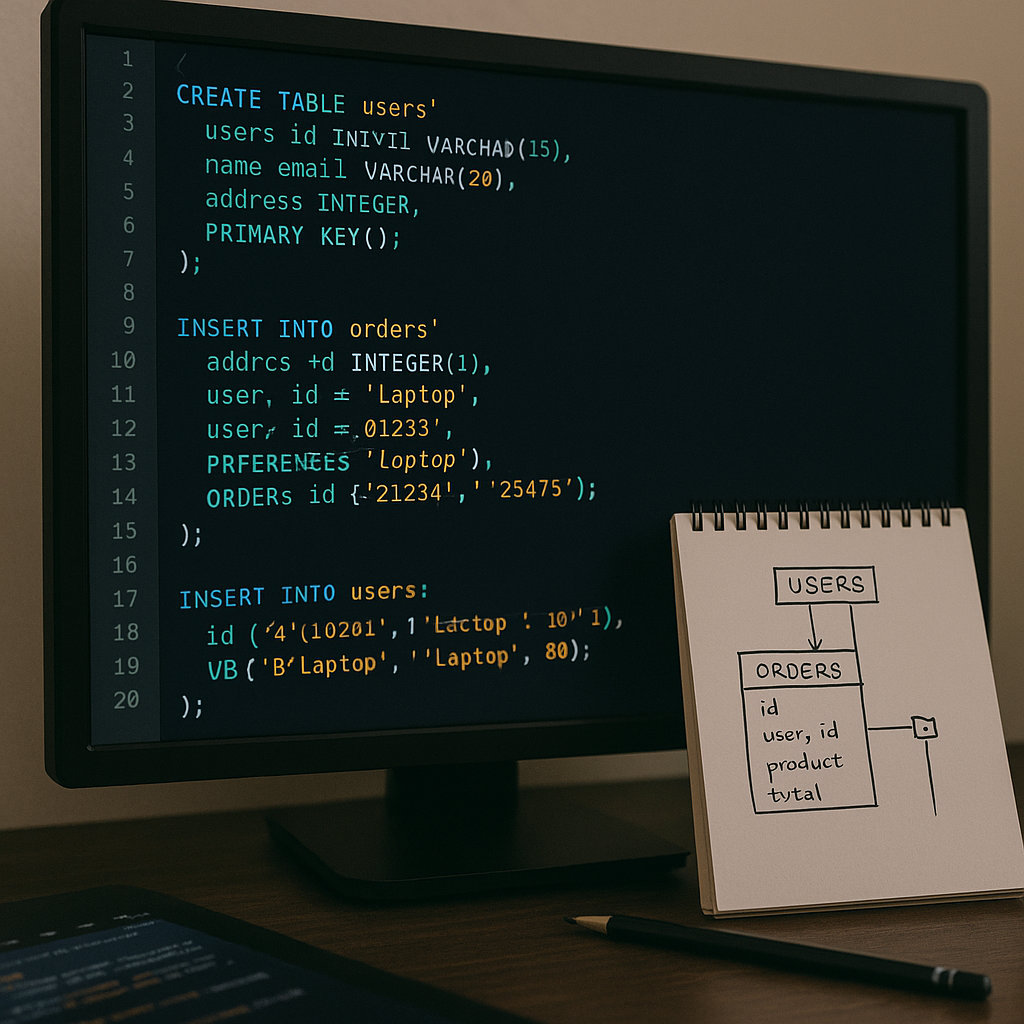 1
2 CREATE TABLE users'
3 users id INIVIl VARCHAD(15),
4 name email VARCHAR(20),
5 address INTEGER,
6 PRIMARY KEY();
7 );
8
9 INSERT INTO orders'
10 addrcs +d INTEGER(1),
11 user, id = 'Laptop',
12 user, id =.01233',
13 PRFERENEES 'Loptop'),
14 ORDERs id {'21234',''25475');
15 );
16
17 INSERT INTO users:
18 id ('4'(10201',1'Lactop ! 10)'1),
19 VB('B'Laptop', ''Laptop', 80);
20 );
USERS
ORDERS
id
user, id
product
tytal